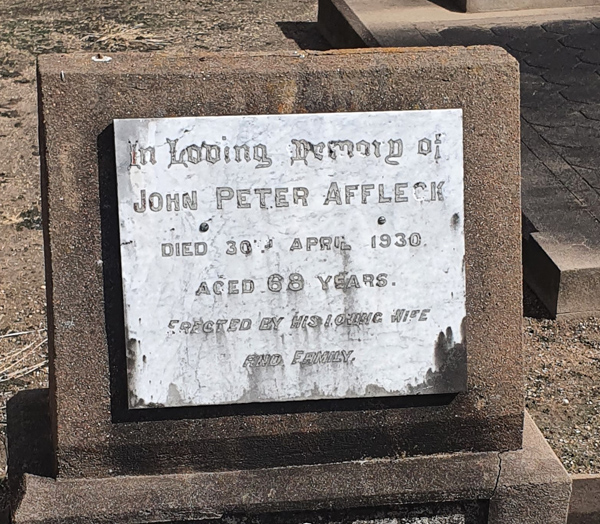 In Loving Memory of
JOHN PETER AFFLECK
DIED 30TH APRIL 1930.
AGED 68 YEARS.
ERECTED BY HIS LOVING WIFE
AND FAMILY.